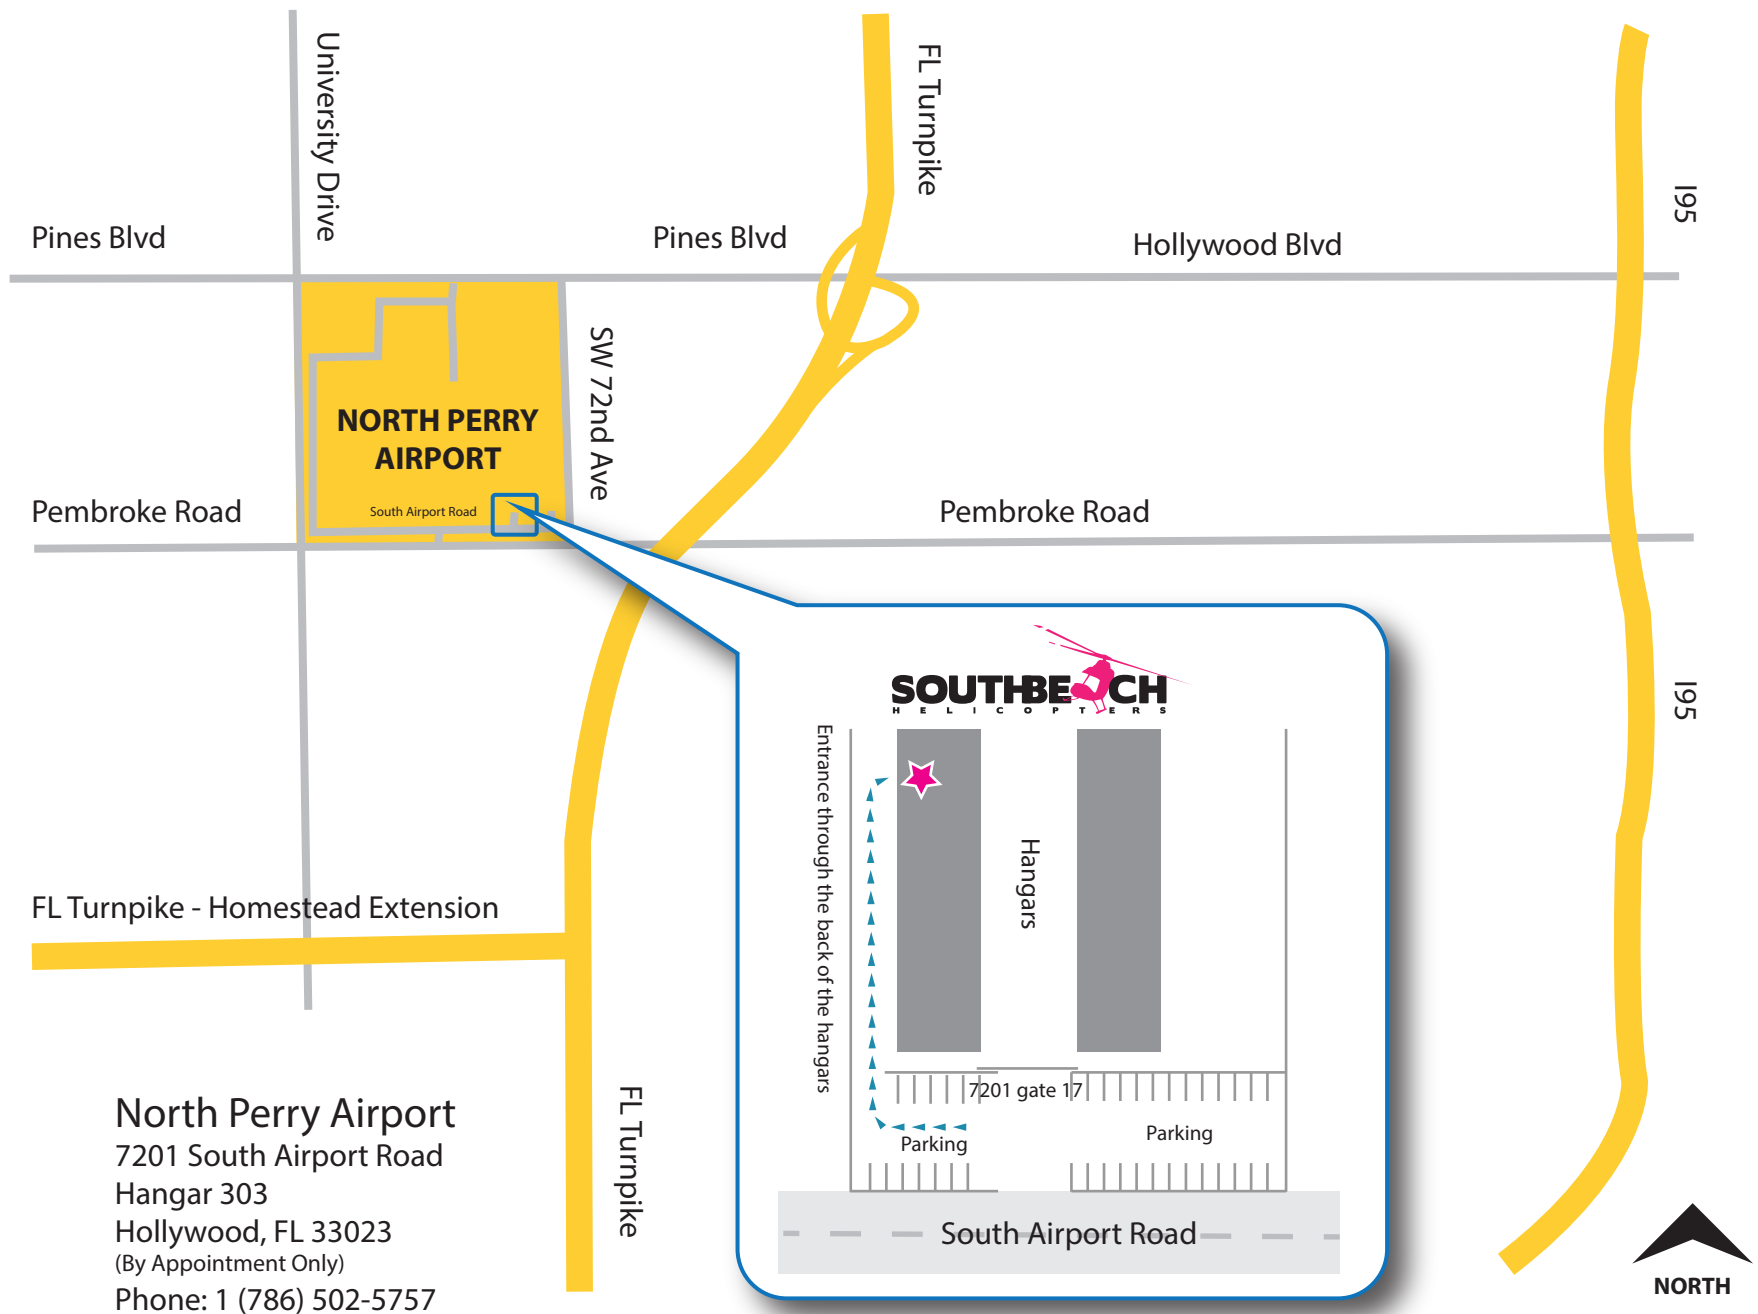 University Drive
FL Turnpike
I95
Pines Blvd
Pines Blvd
Hollywood Blvd
SW 72nd Ave
NORTH PERRY
AIRPORT
South Airport Road
Pembroke Road
Pembroke Road
I95
SOUTHBE CH
HELICOPTERS
Entrance through the back of the hangars
Hangars
FL Turnpike - Homestead Extension
7201 gate 17
Parking
Parking
South Airport Road
FL Turnpike
North Perry Airport
7201 South Airport Road
Hangar 303
Hollywood, FL 33023
(By Appointment Only)
Phone: 1 (786) 502-5757
NORTH